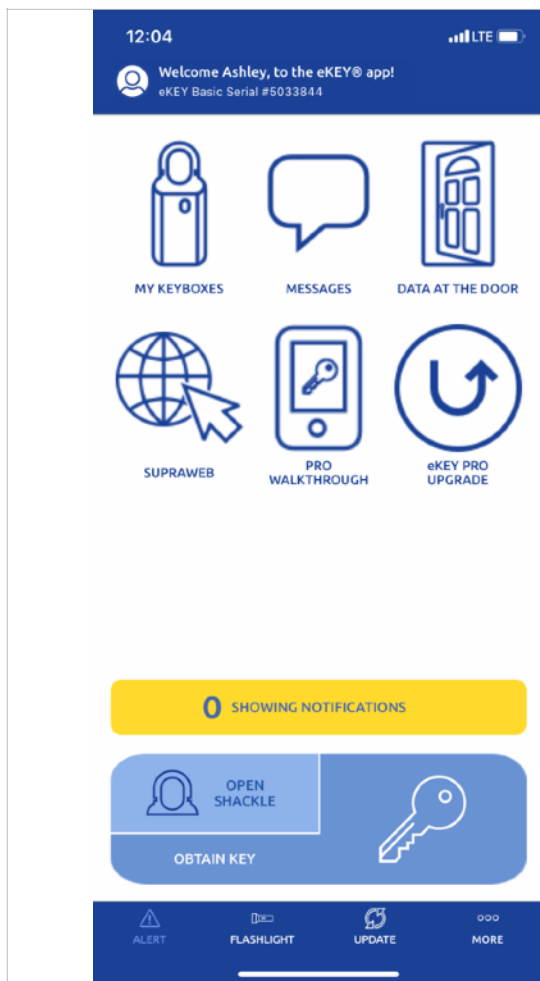 12:04
LTE
Welcome Ashley, to the eKEY® app!
eKEY Basic Serial #5033844
MY KEYBOXES
MESSAGES
DATA AT THE DOOR
SUPRAWEB
PRO
WALKTHROUGH
eKEY PRO
UPGRADE
0 SHOWING NOTIFICATIONS
OPEN
SHACKLE
OBTAIN KEY
ALERT
FLASHLIGHT
UPDATE
MORE